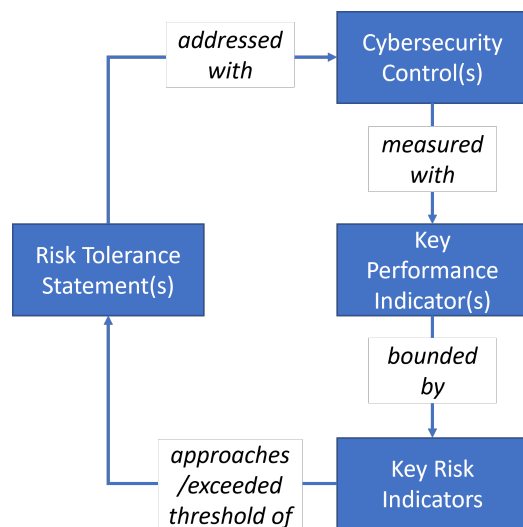 addressed
with
Cybersecurity
Control(s)
measured
with
Risk Tolerance
Statement(s)
Key
Performance
Indicator(s)
bounded
by
approaches
/exceeded
threshold of
Key Risk
Indicators